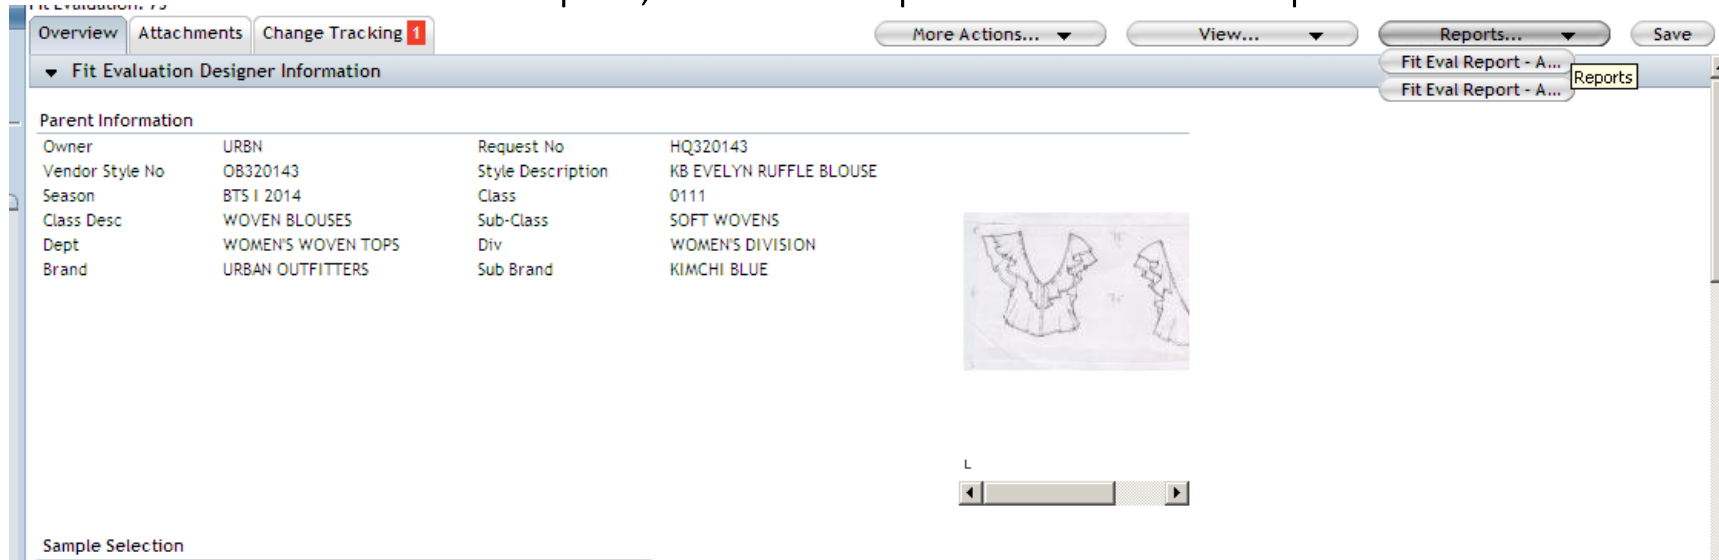 Fit Evaluation: 75
Overview Attachments Change Tracking 1 More Actions... View... Reports... Save
Fit Evaluation Designer Information
Fit Eval Report - A...
Reports
Fit Eval Report - A...
Parent Information
Owner URBN Request No HQ320143
Vendor Style No OB320143 Style Description KB EVELYN RUFFLE BLOUSE
Season BTS I 2014 Class 0111
Class Desc WOVEN BLOUSES Sub-Class SOFT WOVENS
Dept WOMEN'S WOVEN TOPS Div WOMEN'S DIVISION
Brand URBAN OUTFITTERS Sub Brand KIMCHI BLUE
L
Sample Selection